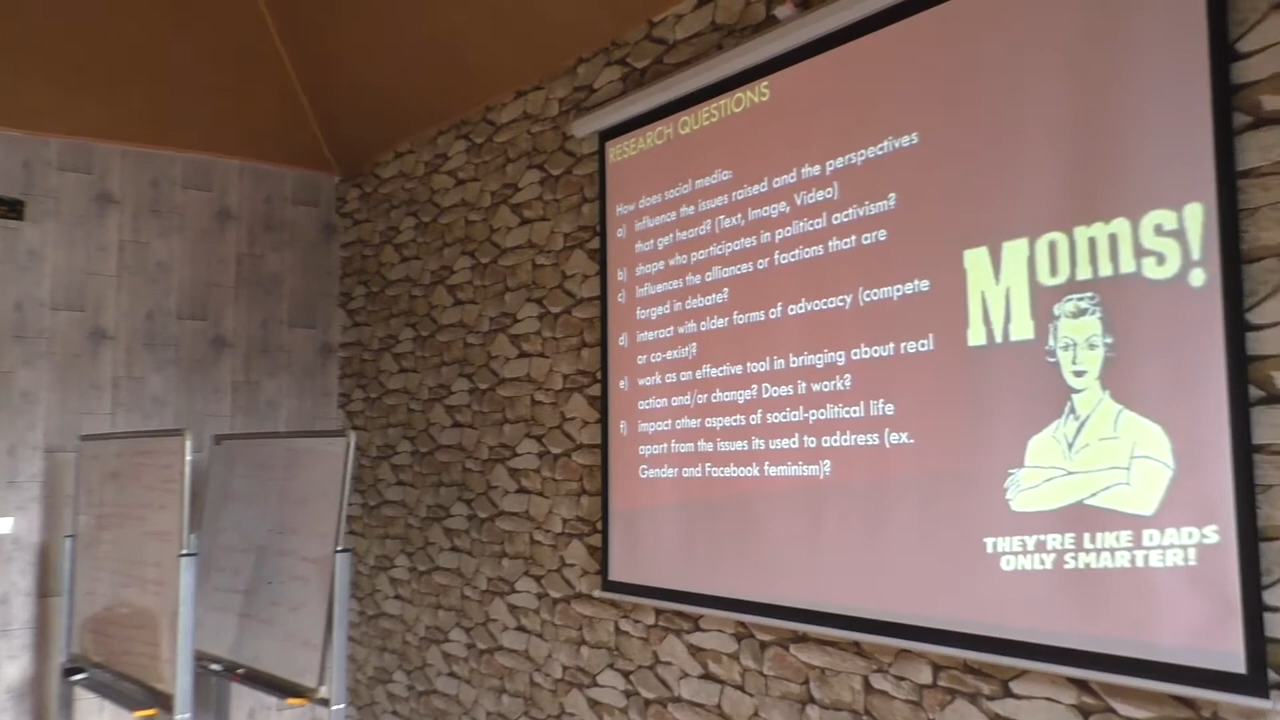 RESEARCH QUESTIONS
How does social media:
a) influence the issues raised and the perspectives
that get heard? (Text, Image, Video)
b) shape who participates in political activism?
c) Influences the alliances or factions that are
forged in debate?
d) interact with older forms of advocacy (compete
or co-exist)?
e) work as an effective tool in bringing about real
action and/or change? Does it work?
f) impact other aspects of social-political life
apart from the issues its used to address (ex.
Gender and Facebook feminism)?
MOMS!
THEY'RE LIKE DADS
ONLY SMARTER!